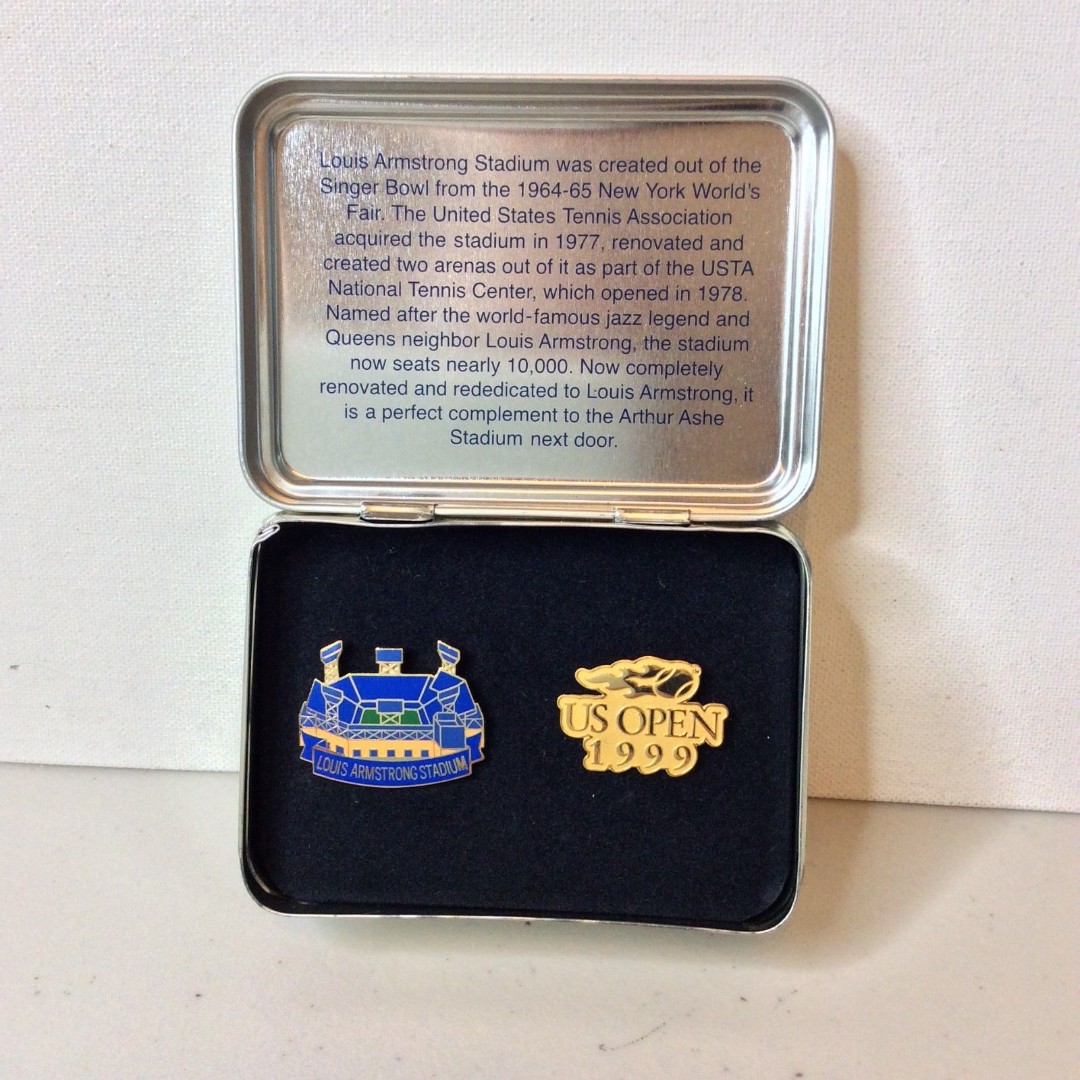 Louis Armstrong Stadium was created out of the
Singer Bowl from the 1964-65 New York World's
Fair. The United States Tennis Association
acquired the stadium in 1977, renovated and
created two arenas out of it as part of the USTA
National Tennis Center, which opened in 1978.
Named after the world-famous jazz legend and
Queens neighbor Louis Armstrong, the stadium
now seats nearly 10,000. Now completely
renovated and rededicated to Louis Armstrong, it
is a perfect complement to the Arthur Ashe
Stadium next door.
LOUIS ARMSTRONG STADIUM
US OPEN
1999